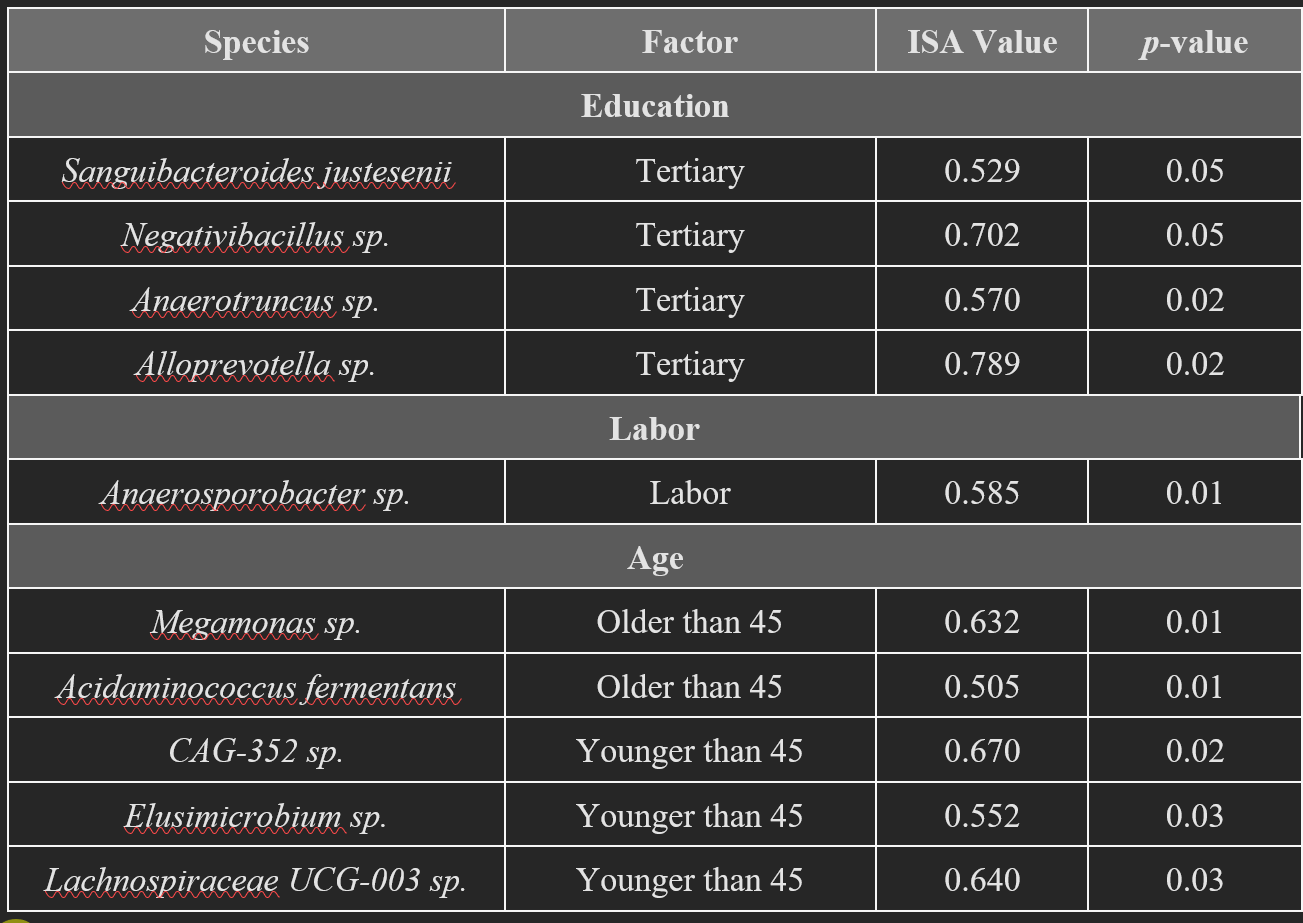 Species Factor ISA Value p-value
Education
Sanguibacteroides justesenii Tertiary 0.529 0.05
Negativibacillus sp. Tertiary 0.702 0.05
Anaerotruncus sp. Tertiary 0.570 0.02
Alloprevotella sp. Tertiary 0.789 0.02
Labor
Anaerosporobacter sp. Labor 0.585 0.01
Age
Megamonas sp. Older than 45 0.632 0.01
Acidaminococcus fermentans Older than 45 0.505 0.01
CAG-352 sp. Younger than 45 0.670 0.02
Elusimicrobium sp. Younger than 45 0.552 0.03
Lachnospiraceae UCG-003 sp. Younger than 45 0.640 0.03